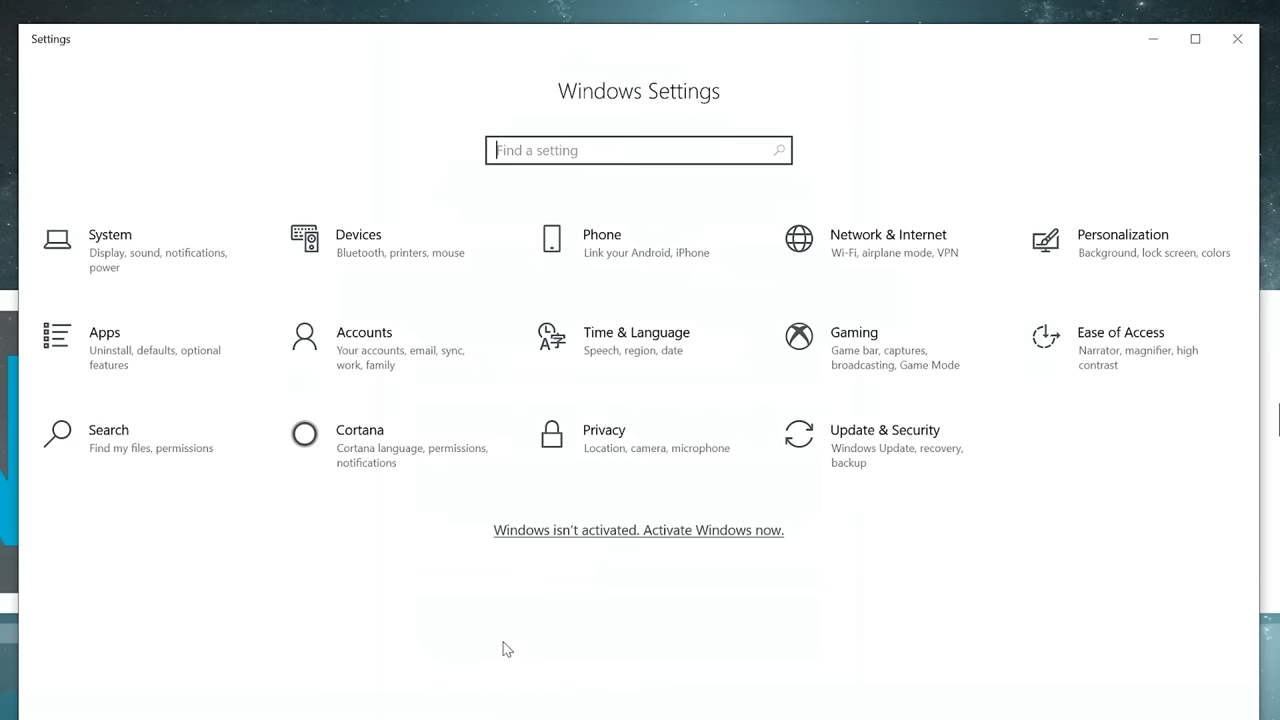 Settings
Windows Settings
Find a setting
System
Display, sound, notifications,
power
Devices
Bluetooth, printers, mouse
Phone
Link your Android, iPhone
Network & Internet
Wi-Fi, airplane mode, VPN
Personalization
Background, lock screen, colors
Apps
Uninstall, defaults, optional
features
Accounts
Your accounts, email, sync,
work, family
Time & Language
Speech, region, date
Gaming
Game bar, captures,
broadcasting, Game Mode
Ease of Access
Narrator, magnifier, high
contrast
Search
Find my files, permissions
Cortana
Cortana language, permissions,
notifications
Privacy
Location, camera, microphone
Update & Security
Windows Update, recovery,
backup
Windows isn't activated. Activate Windows now.